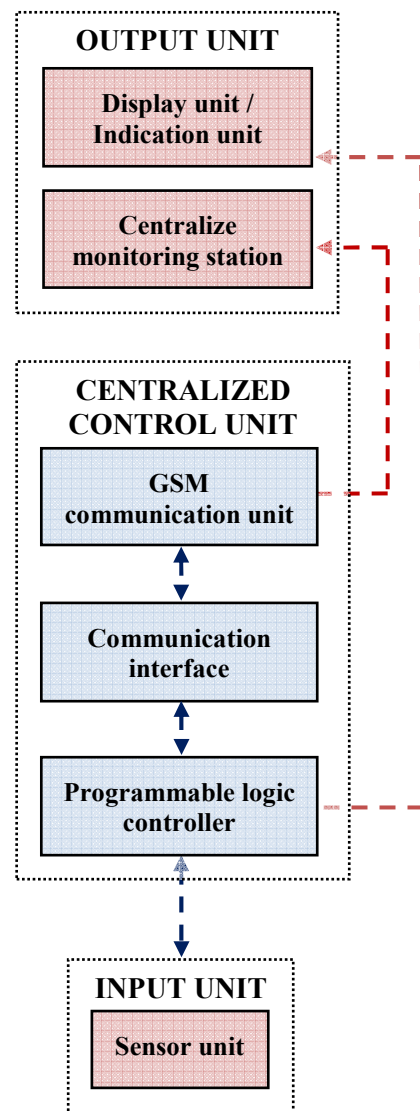 OUTPUT UNIT
Display unit /
Indication unit
Centralize
monitoring station
CENTRALIZED
CONTROL UNIT
GSM
communication unit
Communication
interface
Programmable logic
controller
INPUT UNIT
Sensor unit